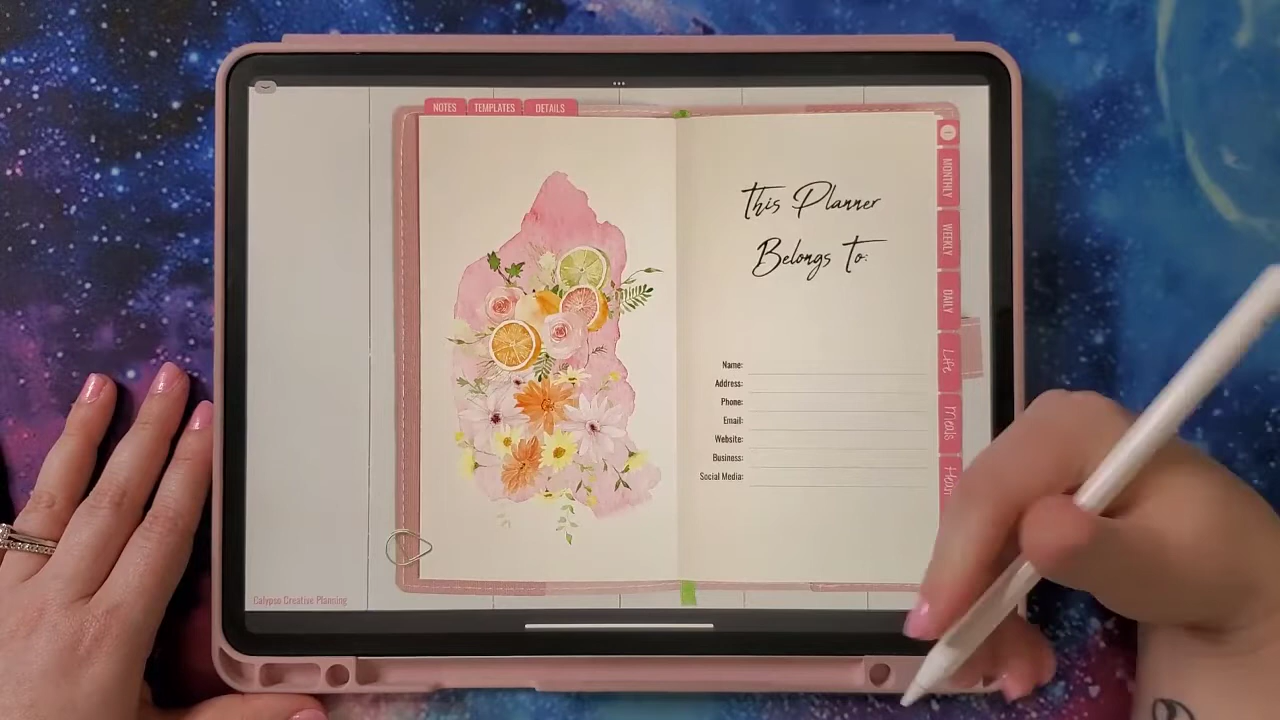 NOTES TEMPLATES DETAILS
This Planner
Belongs To:
Name:
Address:
Phone:
Email:
Website:
Business:
Social Media:
MONTHLY
WEEKLY
DAILY
Life
Meals
Calypso Creative Planning